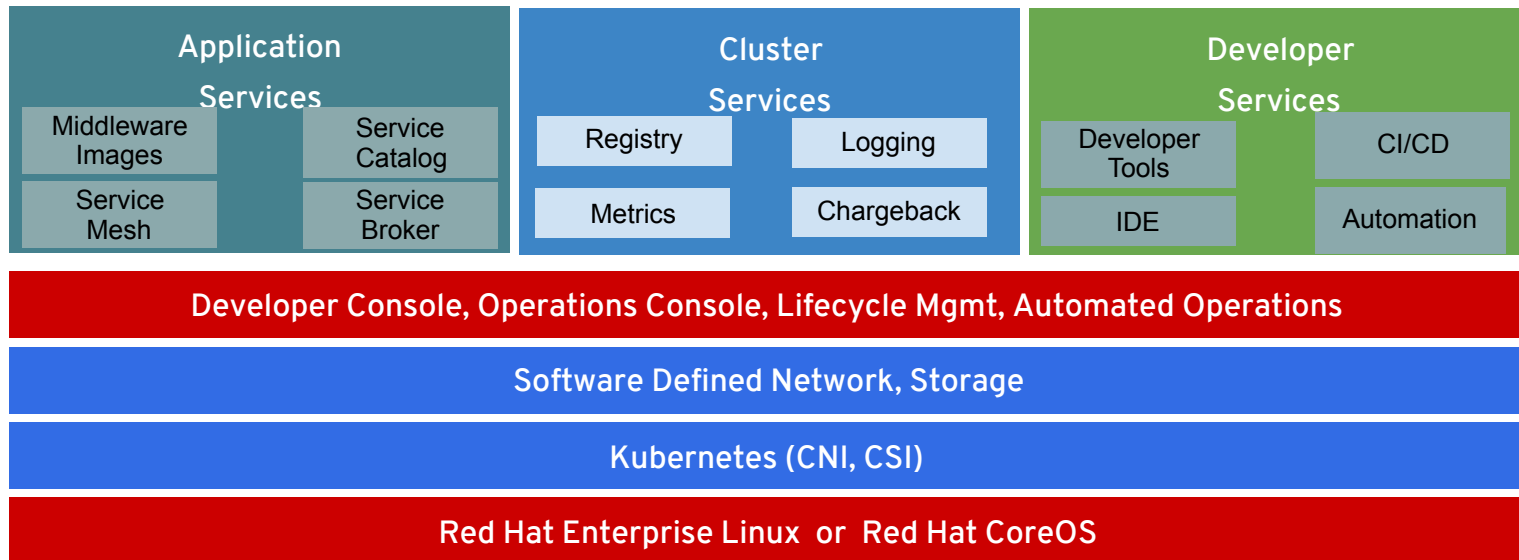 Application
Services
Middleware
Images
Service
Catalog
Service
Mesh
Service
Broker
Cluster
Services
Registry
Logging
Metrics
Chargeback
Developer
Services
Developer
Tools
CI/CD
IDE
Automation
Developer Console, Operations Console, Lifecycle Mgmt, Automated Operations
Software Defined Network, Storage
Kubernetes (CNI, CSI)
Red Hat Enterprise Linux or Red Hat CoreOS